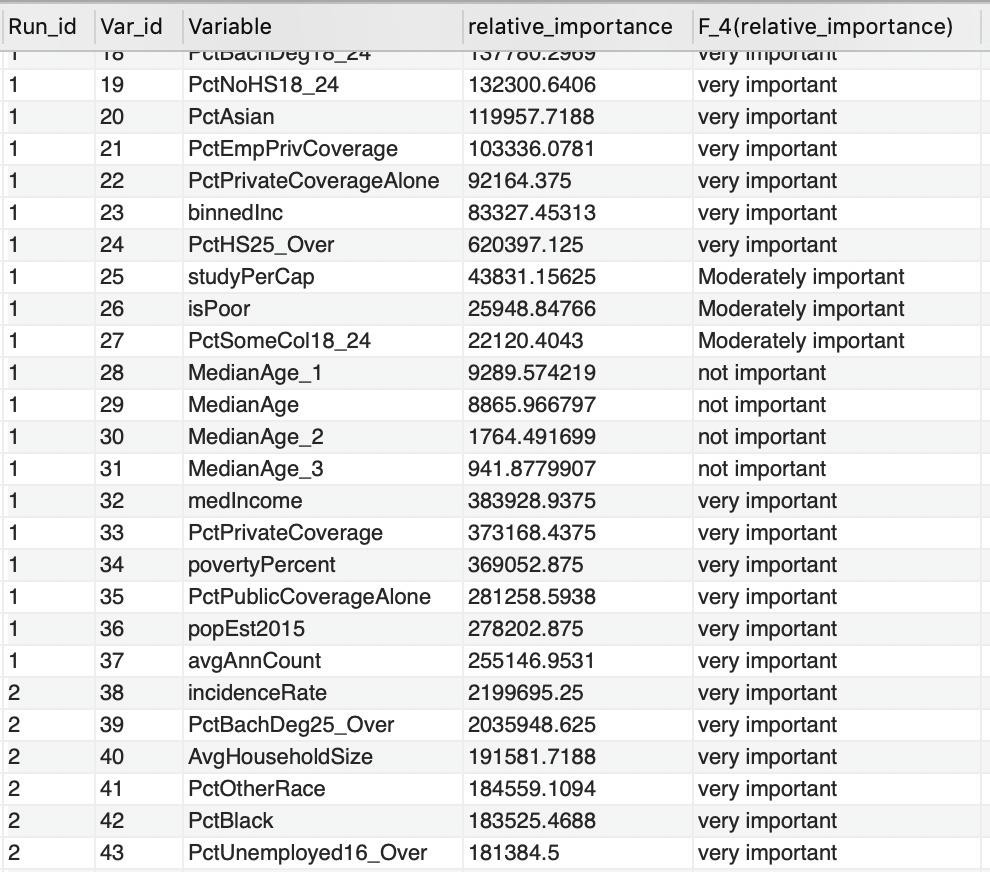 Run_id Var_id Variable relative_importance F_4(relative_importance)
1 18 PctBachDeg18_24 137780.2969 very important
1 19 PctNoHS18_24 132300.6406 very important
1 20 PctAsian 119957.7188 very important
1 21 PctEmpPrivCoverage 103336.0781 very important
1 22 PctPrivateCoverageAlone 92164.375 very important
1 23 binnedInc 83327.45313 very important
1 24 PctHS25_Over 620397.125 very important
1 25 studyPerCap 43831.15625 Moderately important
1 26 isPoor 25948.84766 Moderately important
1 27 PctSomeCol18_24 22120.4043 Moderately important
1 28 MedianAge_1 9289.574219 not important
1 29 MedianAge 8865.966797 not important
1 30 MedianAge_2 1764.491699 not important
1 31 MedianAge_3 941.8779907 not important
1 32 medIncome 383928.9375 very important
1 33 PctPrivateCoverage 373168.4375 very important
1 34 povertyPercent 369052.875 very important
1 35 PctPublicCoverageAlone 281258.5938 very important
1 36 popEst2015 278202.875 very important
1 37 avgAnnCount 255146.9531 very important
2 38 incidenceRate 2199695.25 very important
2 39 PctBachDeg25_Over 2035948.625 very important
2 40 AvgHouseholdSize 191581.7188 very important
2 41 PctOtherRace 184559.1094 very important
2 42 PctBlack 183525.4688 very important
2 43 PctUnemployed16_Over 181384.5 very important